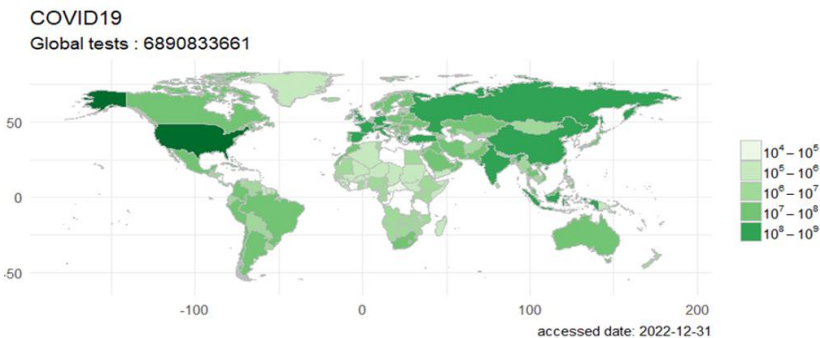 COVID19
Global tests : 6890833661
50
0
-50
-100
0
100
200
10⁴ – 10⁵
10⁵ – 10⁶
10⁶ – 10⁷
10⁷ – 10⁸
10⁸ – 10⁹
accessed date: 2022-12-31